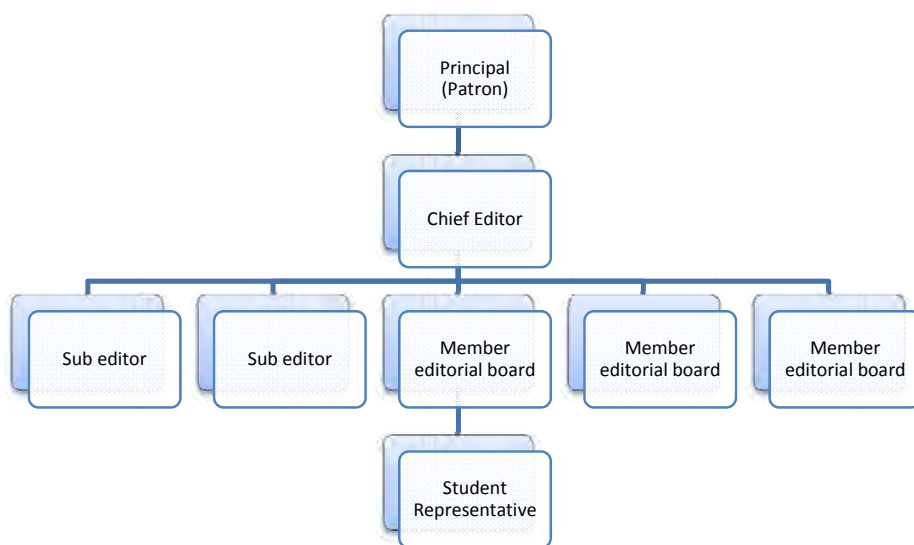 Principal
(Patron)
Chief Editor
Sub editor
Sub editor
Member
editorial board
Member
editorial board
Member
editorial board
Student
Representative